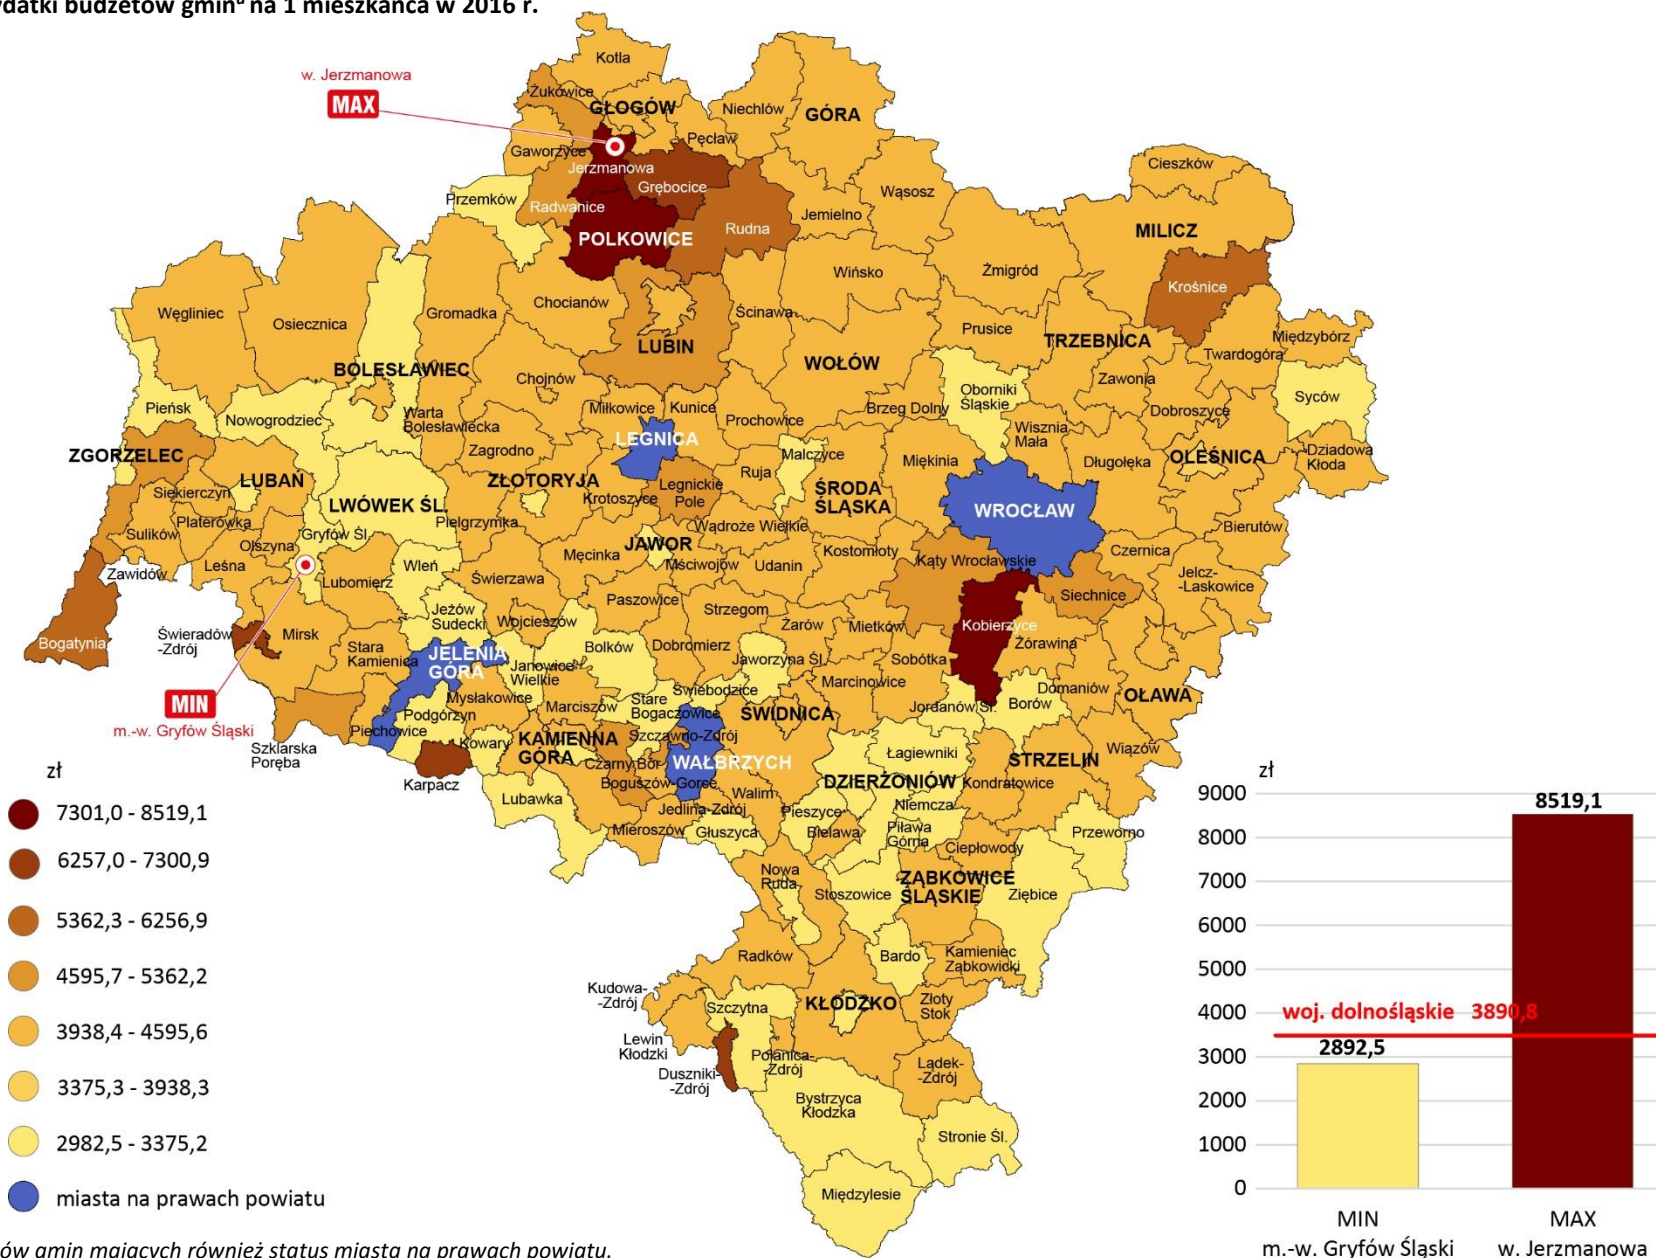 datki budżetów gminᵃ na 1 mieszkańca w 2016 r.
w. Jerzmanowa
MAX
Kotla
Żukowice
GŁOGÓW
Niechlów
GÓRA
Pęcław
Gaworzyce
Jerzmanowa
Grębocice
Cieszków
Przemków
Radwanice
Wąsosz
Jemielno
Rudna
POLKOWICE
MILICZ
Wińsko
Żmigród
Krośnice
Węgliniec
Osiecznica
Gromadka
Chocianów
Ścinawa
LUBIN
Prusice
TRZEBNICA
Międzybórz
Twardogóra
BOLESŁAWIEC
WOŁÓW
Chojnów
Zawonia
Oborniki
Śląskie
Syców
Pieńsk
Nowogrodziec
Warta
Bolesławiecka
Miłkowice
Kunice
Prochowice
Brzeg Dolny
Dobroszyce
Wisznia
Mała
LEGNICA
ZGORZELEC
Zagrodno
Malczyce
Miękinia
Długołęka
OLEŚNICA
Dziadowa
Kłoda
LUBAŃ
Siekierczyn
ZŁOTORYJA
Krotoszyce
Legnickie
Pole
Ruja
ŚRODA
ŚLĄSKA
LWÓWEK ŚL.
WROCŁAW
Platerówka
Sulików
Pielgrzymka
Wądroże Wielkie
Bierutów
Gryfów Śl.
Olszyna
JAWOR
Męcinka
Mściwojów
Udanin
Kostomłoty
Kąty Wrocławskie
Czernica
Zawidów
Leśna
Lubomierz
Wleń
Świerzawa
Jelcz-
-Laskowice
Siechnice
Paszowice
Strzegom
Jeżów
Sudecki
Wojcieszów
Żarów
Mietków
Kobierzyce
Żórawina
Bogatynia
Świeradów
-Zdrój
Mirsk
Stara
Kamienica
JELENIA
GÓRA
Janowice
Wielkie
Bolków
Dobromierz
Jaworzyna Śl.
Sobótka
Marcinowice
Domaniów
OŁAWA
MIN
m.-w. Gryfów Śląski
Mysłakowice
Podgórzyn
Piechowice
Marciszów
Stare
Bogaczowice
Świebodzice
ŚWIDNICA
Jordanów Śl.
Borów
Szklarska
Poręba
Kowary
KAMIENNA
GÓRA
Szczawno-Zdrój
Czarny Bór
WAŁBRZYCH
Łagiewniki
STRZELIN
Wiązów
Karpacz
Lubawka
Boguszów-Gorce
Walim
DZIERŻONIÓW
Kondratowice
Jedlina-Zdrój
Mieroszów
Głuszyca
Pieszyce
Bielawa
Niemcza
Piława
Górna
Ciepłowody
Przeworno
Nowa
Ruda
Stoszowice
ZĄBKOWICE
ŚLĄSKIE
Ziębice
Radków
Bardo
Kamieniec
Ząbkowicki
Kudowa-
-Zdrój
Szczytna
KŁODZKO
Złoty
Stok
Lewin
Kłodzki
Duszniki-
-Zdrój
Polanica-
-Zdrój
Lądek-
-Zdrój
Bystrzyca
Kłodzka
Stronie Śl.
Międzylesie
zł
7301,0 - 8519,1
6257,0 - 7300,9
5362,3 - 6256,9
4595,7 - 5362,2
3938,4 - 4595,6
3375,3 - 3938,3
2982,5 - 3375,2
miasta na prawach powiatu
zł
9000
8000
7000
6000
5000
4000
3000
2000
1000
0
8519,1
woj. dolnośląskie 3890,8
2892,5
MIN
m.-w. Gryfów Śląski
MAX
w. Jerzmanowa
ów gmin mających również status miasta na prawach powiatu.